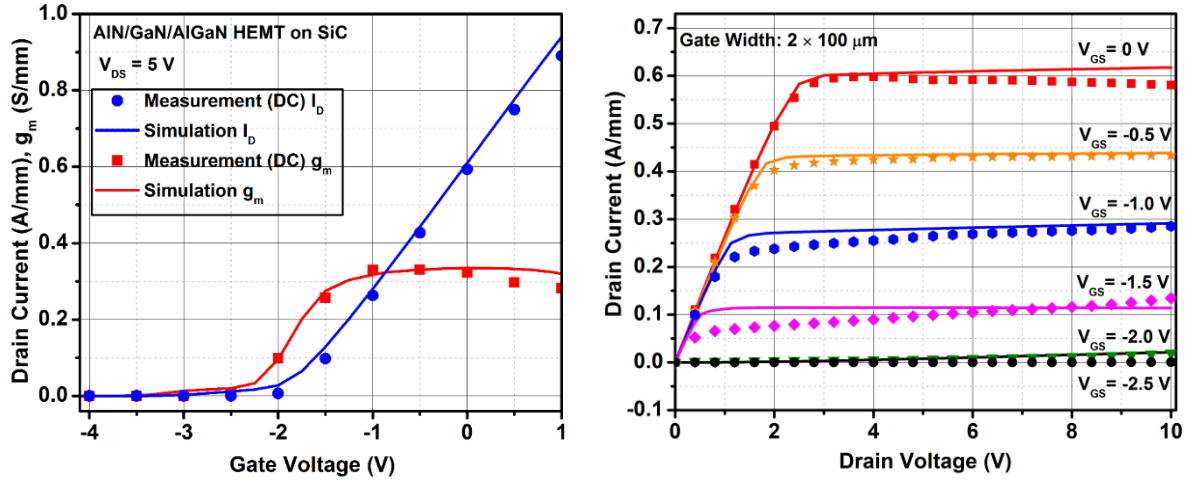 AlN/GaN/AlGaN HEMT on SiC
V_DS = 5 V
Measurement (DC) I_D
Simulation I_D
Measurement (DC) g_m
Simulation g_m
Drain Current (A/mm), g_m (S/mm)
1.0
0.8
0.6
0.4
0.2
0.0
-4 -3 -2 -1 0 1
Gate Voltage (V)
Gate Width: 2 × 100 μm
V_GS = 0 V
V_GS = -0.5 V
V_GS = -1.0 V
V_GS = -1.5 V
V_GS = -2.0 V
V_GS = -2.5 V
Drain Current (A/mm)
0.7
0.6
0.5
0.4
0.3
0.2
0.1
0.0
-0.1
0 2 4 6 8 10
Drain Voltage (V)